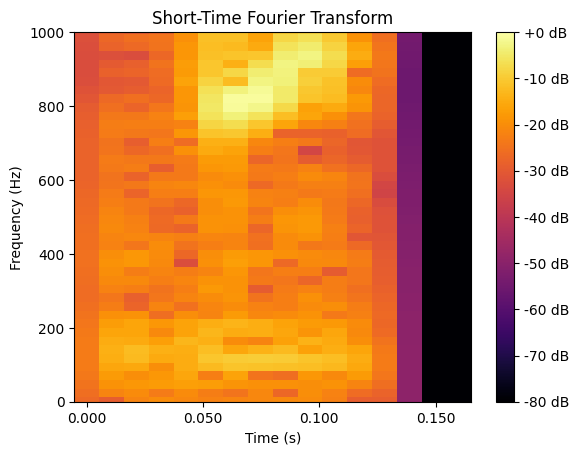 Short-Time Fourier Transform
1000
800
600
400
200
0
Frequency (Hz)
0.000
0.050
0.100
0.150
Time (s)
+0 dB
-10 dB
-20 dB
-30 dB
-40 dB
-50 dB
-60 dB
-70 dB
-80 dB